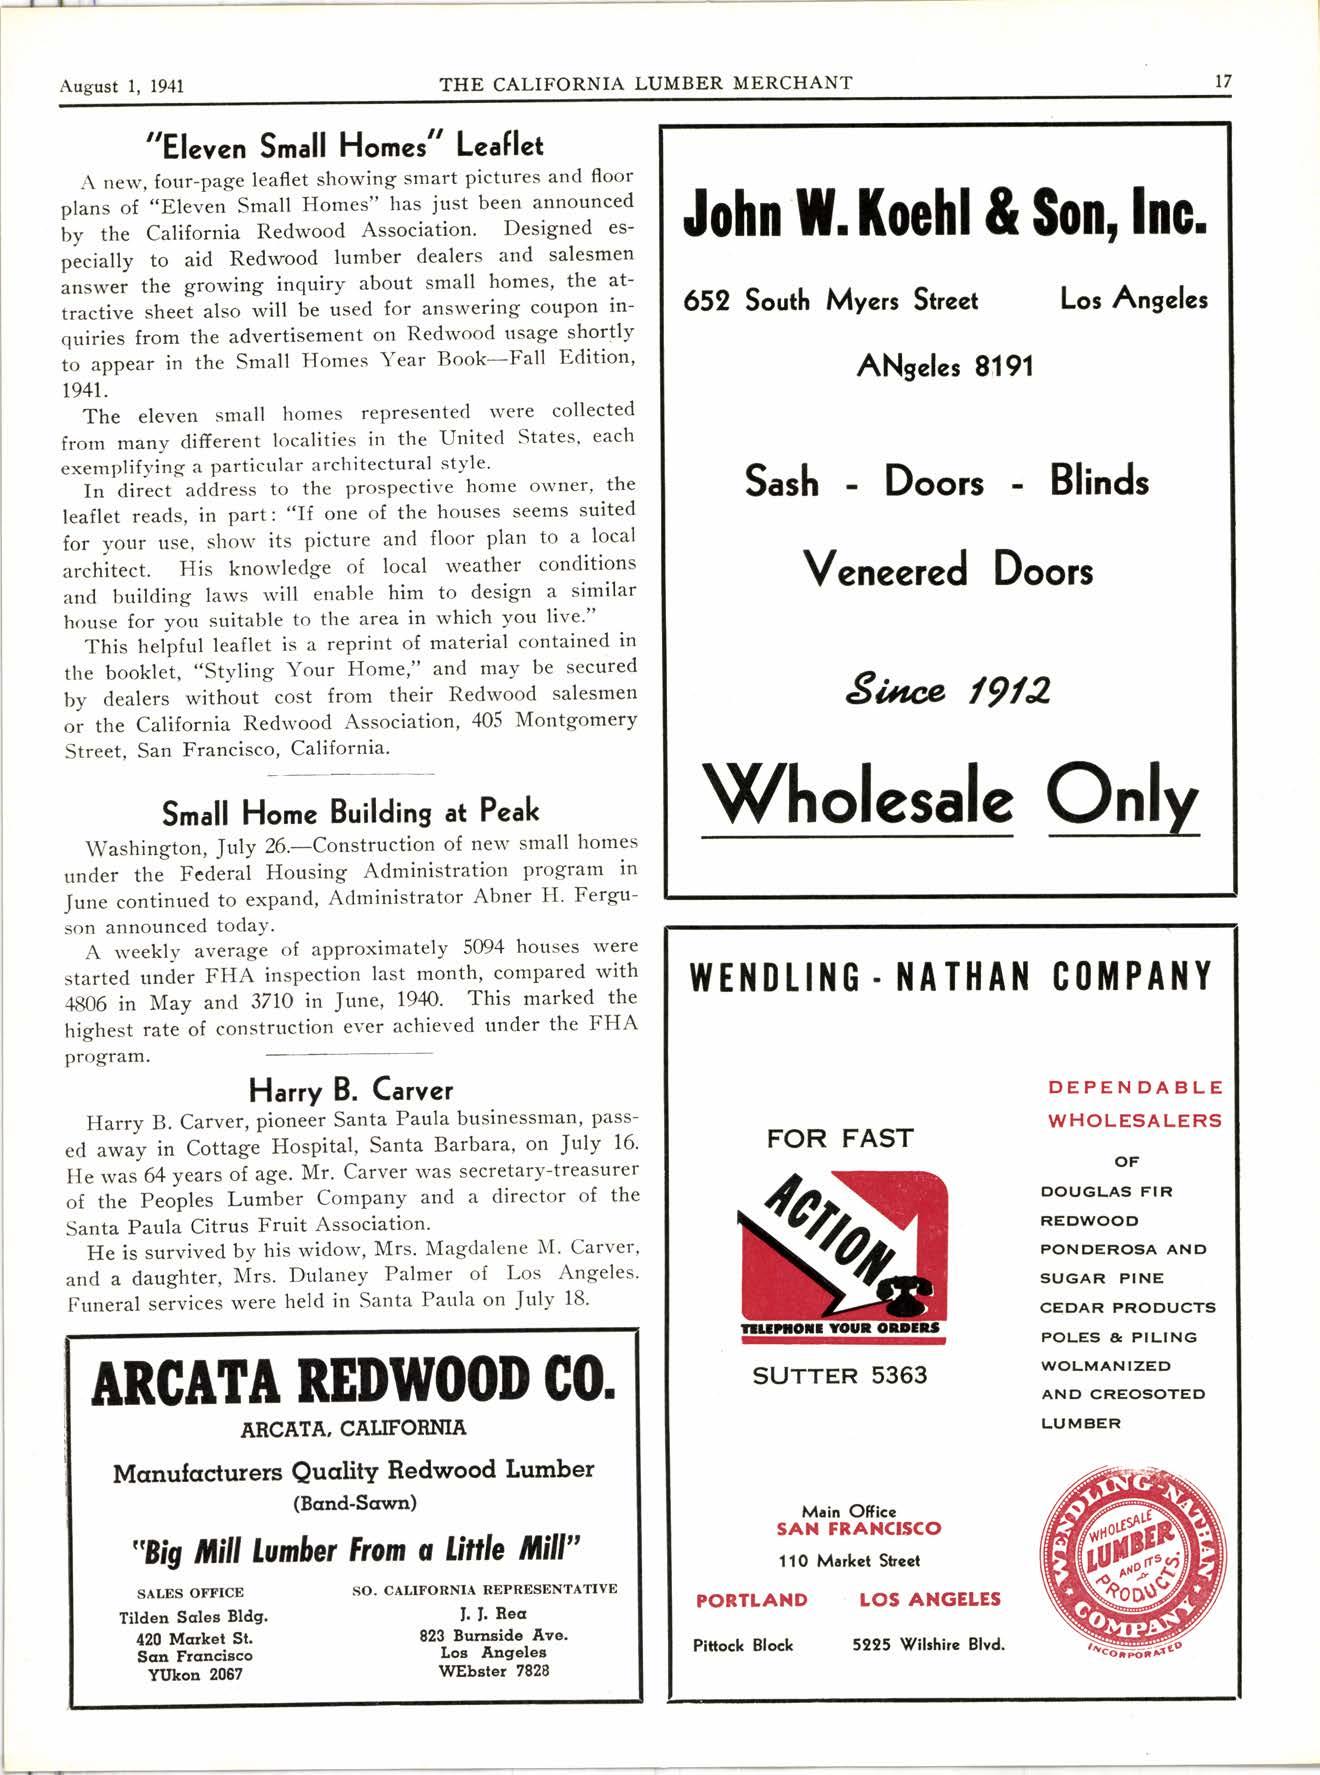 August 1, 1941
THE CALIFORNIA LUMBER MERCHANT
17
"Eleven Small Homes" Leaflet
A new, four-page leaflet showing smart pictures and floor
plans of "Eleven Small Homes" has just been announced
by the California Redwood Association. Designed es-
pecially to aid Redwood lumber dealers and salesmen
answer the growing inquiry about small homes, the at-
tractive sheet also will be used for answering coupon in-
quiries from the advertisement on Redwood usage shortly
to appear in the Small Homes Year Book—Fall Edition,
1941.
The eleven small homes represented were collected
from many different localities in the United States, each
exemplifying a particular architectural style.
In direct address to the prospective home owner, the
leaflet reads, in part: "If one of the houses seems suited
for your use, show its picture and floor plan to a local
architect. His knowledge of local weather conditions
and building laws will enable him to design a similar
house for you suitable to the area in which you live."
This helpful leaflet is a reprint of material contained in
the booklet, "Styling Your Home," and may be secured
by dealers without cost from their Redwood salesmen
or the California Redwood Association, 405 Montgomery
Street, San Francisco, California.
Small Home Building at Peak
Washington, July 26.—Construction of new small homes
under the Federal Housing Administration program in
June continued to expand, Administrator Abner H. Fergu-
son announced today.
A weekly average of approximately 5094 houses were
started under FHA inspection last month, compared with
4806 in May and 3710 in June, 1940. This marked the
highest rate of construction ever achieved under the FHA
program.
Harry B. Carver
Harry B. Carver, pioneer Santa Paula businessman, pass-
ed away in Cottage Hospital, Santa Barbara, on July 16.
He was 64 years of age. Mr. Carver was secretary-treasurer
of the Peoples Lumber Company and a director of the
Santa Paula Citrus Fruit Association.
He is survived by his widow, Mrs. Magdalene M. Carver,
and a daughter, Mrs. Dulaney Palmer of Los Angeles.
Funeral services were held in Santa Paula on July 18.
ARCATA REDWOOD CO.
ARCATA, CALIFORNIA
Manufacturers Quality Redwood Lumber
(Band-Sawn)
"Big Mill Lumber From a Little Mill"
SALES OFFICE
Tilden Sales Bldg.
420 Market St.
San Francisco
YUkon 2067
SO. CALIFORNIA REPRESENTATIVE
J. J. Rea
823 Burnside Ave.
Los Angeles
WEbster 7828
John W. Koehl & Son, Inc.
652 South Myers Street Los Angeles
ANgeles 8191
Sash - Doors - Blinds
Veneered Doors
Since 1912
Wholesale Only
WENDLING - NATHAN COMPANY
FOR FAST
ACTION
TELEPHONE YOUR ORDERS
SUTTER 5363
DEPENDABLE
WHOLESALERS
OF
DOUGLAS FIR
REDWOOD
PONDEROSA AND
SUGAR PINE
CEDAR PRODUCTS
POLES & PILING
WOLMANIZED
AND CREOSOTED
LUMBER
Main Office
SAN FRANCISCO
110 Market Street
PORTLAND LOS ANGELES
Pittock Block 5225 Wilshire Blvd.
WENDLING-NATHAN
COMPANY
INCORPORATED
WHOLESALE
LUMBER
AND ITS
PRODUCTS.